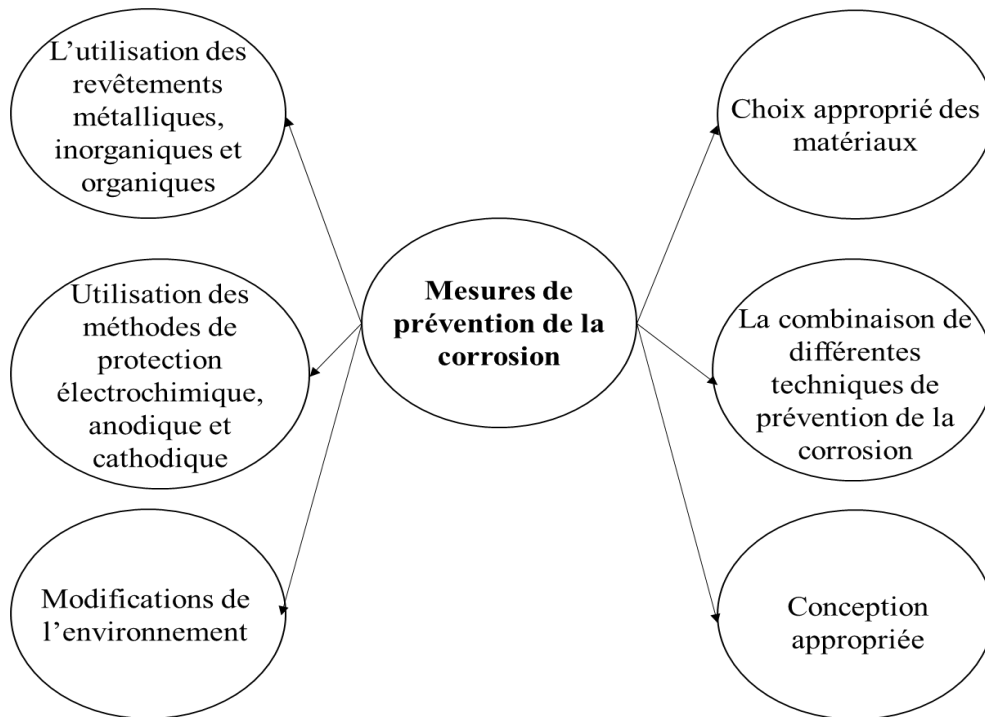 L’utilisation des
revêtements
métalliques,
inorganiques et
organiques
Choix approprié des
matériaux
Mesures de
prévention de la
corrosion
Utilisation des
méthodes de
protection
électrochimique,
anodique et
cathodique
La combinaison de
différentes
techniques de
prévention de la
corrosion
Modifications de
l’environnement
Conception
appropriée